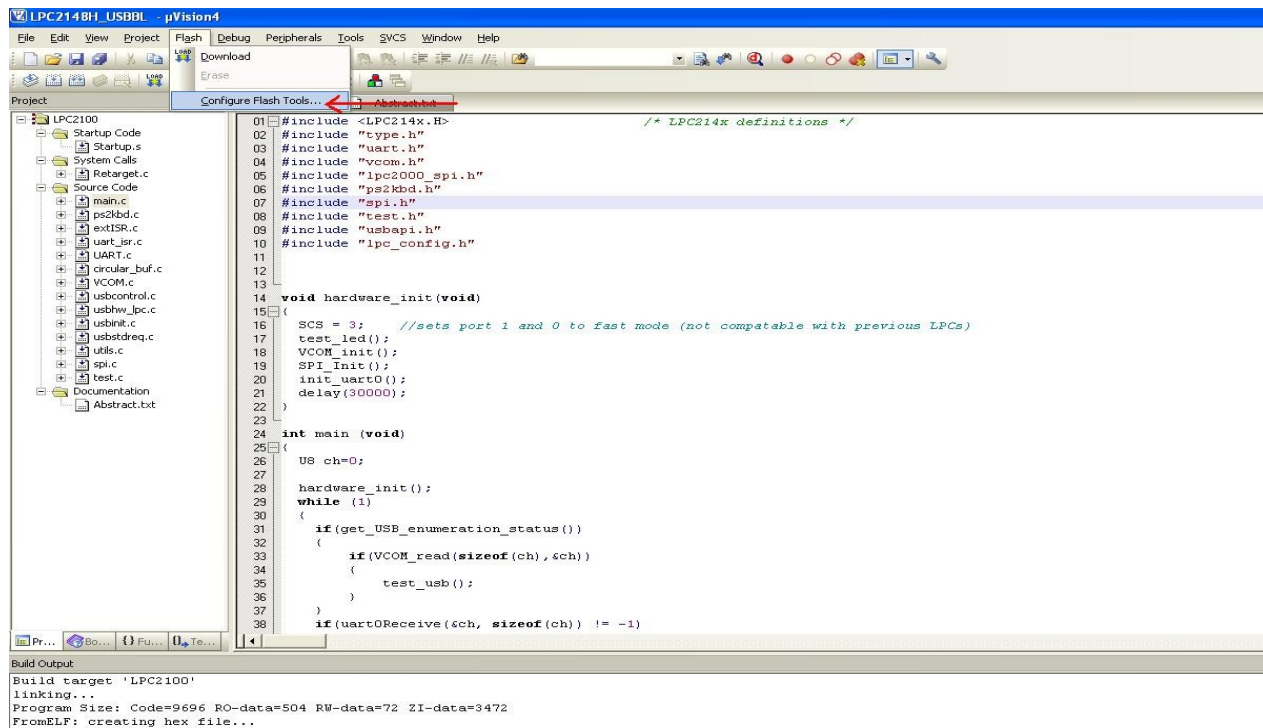 LPC2148H_USBBL - µVision4
File Edit View Project Flash Debug Peripherals Tools SVCS Window Help
Download
Erase
Configure Flash Tools...
LOAD
LOAD
Project
Abstract.txt
LPC2100
Startup Code
Startup.s
System Calls
Retarget.c
Source Code
main.c
ps2kbd.c
extISR.c
uart_isr.c
UART.c
circular_buf.c
VCOM.c
usbcontrol.c
usbhw_lpc.c
usbinit.c
usbstdreq.c
utils.c
spi.c
test.c
Documentation
Abstract.txt
01 #include <LPC214x.H> /* LPC214x definitions */
02 #include "type.h"
03 #include "uart.h"
04 #include "vcom.h"
05 #include "lpc2000_spi.h"
06 #include "ps2kbd.h"
07 #include "spi.h"
08 #include "test.h"
09 #include "usbapi.h"
10 #include "lpc_config.h"
11
12
13
14 void hardware_init(void)
15 {
16 SCS = 3; //sets port 1 and 0 to fast mode (not compatable with previous LPCs)
17 test_led();
18 VCOM_init();
19 SPI_Init();
20 init_uart0();
21 delay(30000);
22 }
23
24 int main (void)
25 {
26 U8 ch=0;
27
28 hardware_init();
29 while (1)
30 {
31 if(get_USB_enumeration_status())
32 {
33 if(VCOM_read(sizeof(ch),&ch))
34 {
35 test_usb();
36 }
37 }
38 if(uart0Receive(&ch, sizeof(ch)) != -1)
Pr... Bo... {} Fu... Te...
Build Output
Build target 'LPC2100'
linking...
Program Size: Code=9696 RO-data=504 RW-data=72 ZI-data=3472
FromELF: creating hex file...